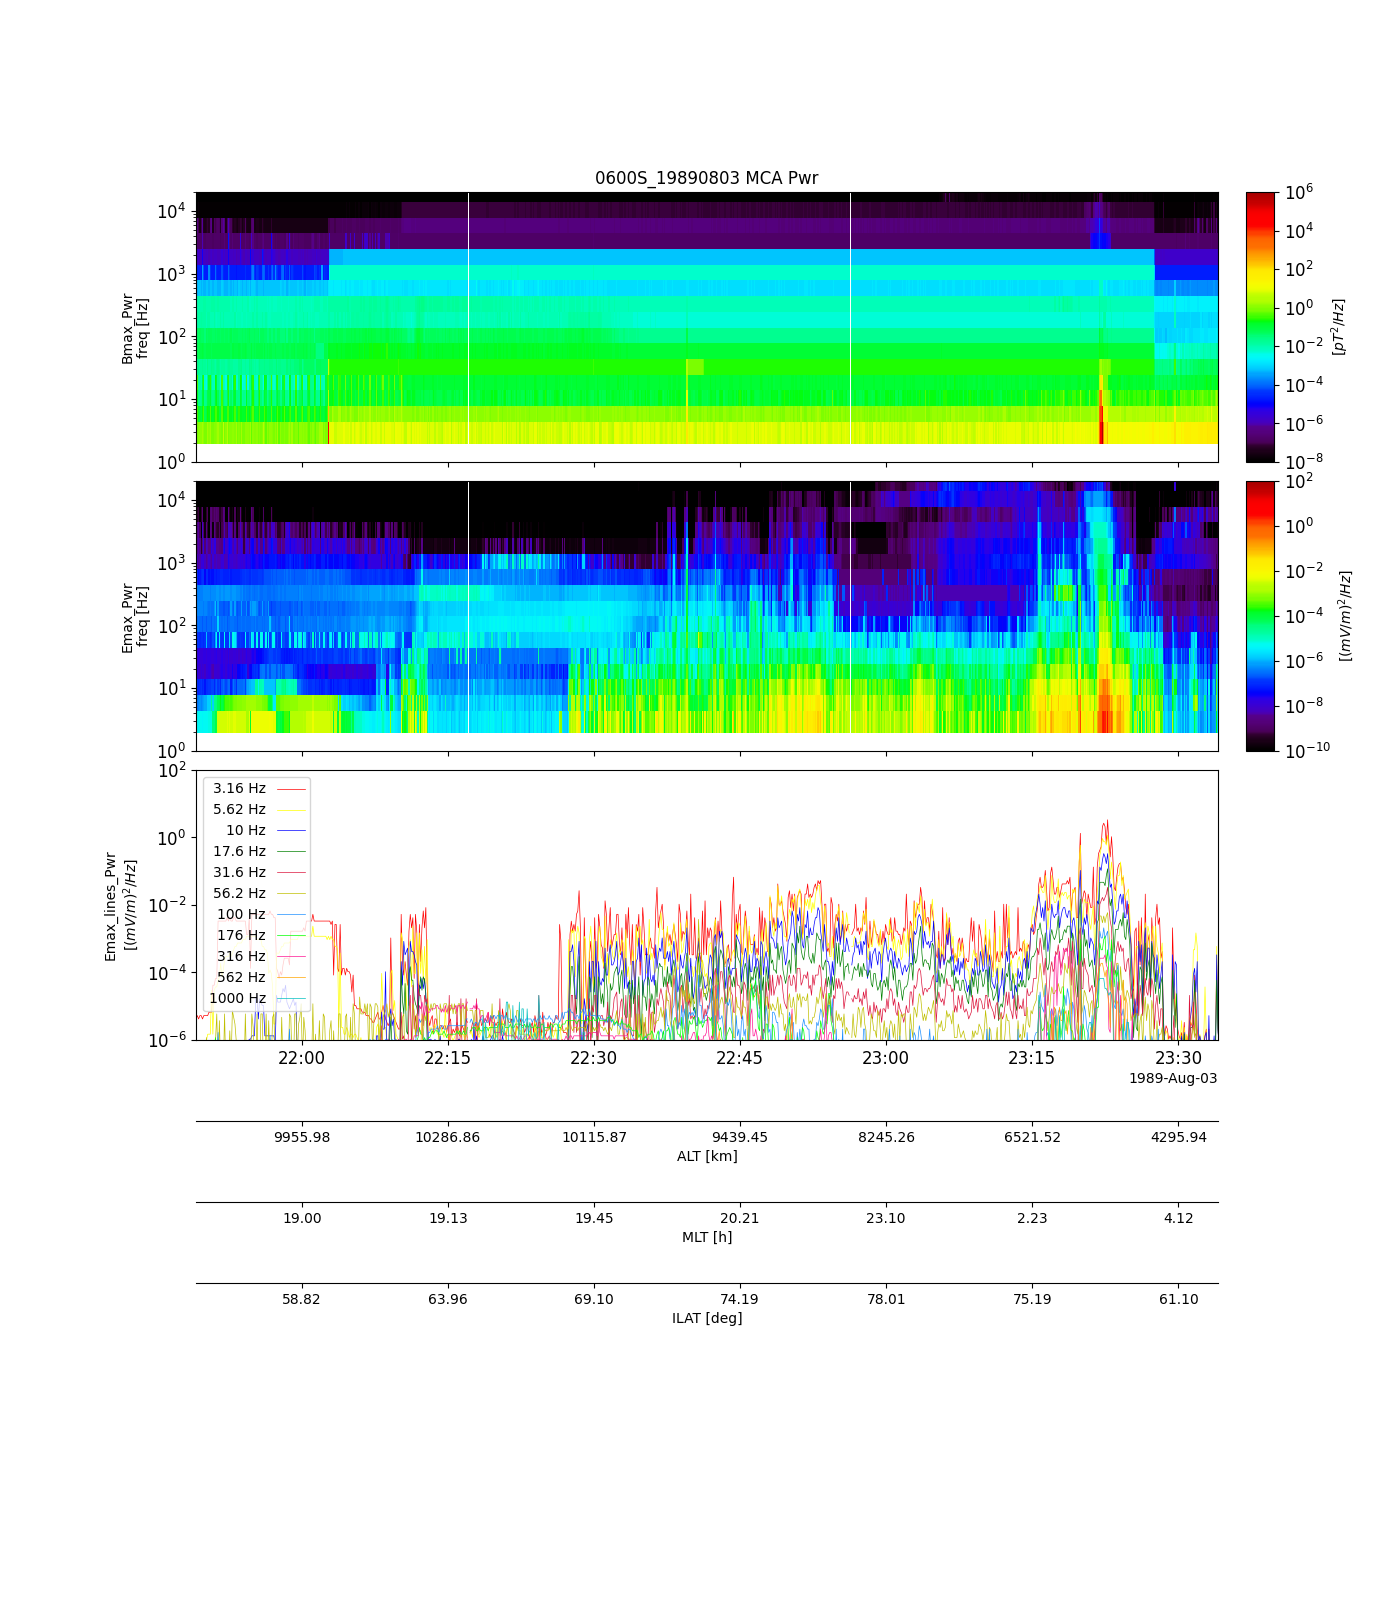 0600S_19890803 MCA Pwr
Bmax_Pwr
freq [Hz]
10^4
10^3
10^2
10^1
10^0
10^6
10^4
10^2
10^0
10^-2
10^-4
10^-6
10^-8
[pT^2/Hz]
Emax_Pwr
freq [Hz]
10^4
10^3
10^2
10^1
10^0
10^2
10^0
10^-2
10^-4
10^-6
10^-8
10^-10
[(mV/m)^2/Hz]
Emax_lines_Pwr
[(mV/m)^2/Hz]
10^2
10^0
10^-2
10^-4
10^-6
3.16 Hz
5.62 Hz
10 Hz
17.6 Hz
31.6 Hz
56.2 Hz
100 Hz
176 Hz
316 Hz
562 Hz
1000 Hz
22:00 22:15 22:30 22:45 23:00 23:15 23:30
1989-Aug-03
9955.98 10286.86 10115.87 9439.45 8245.26 6521.52 4295.94
ALT [km]
19.00 19.13 19.45 20.21 23.10 2.23 4.12
MLT [h]
58.82 63.96 69.10 74.19 78.01 75.19 61.10
ILAT [deg]